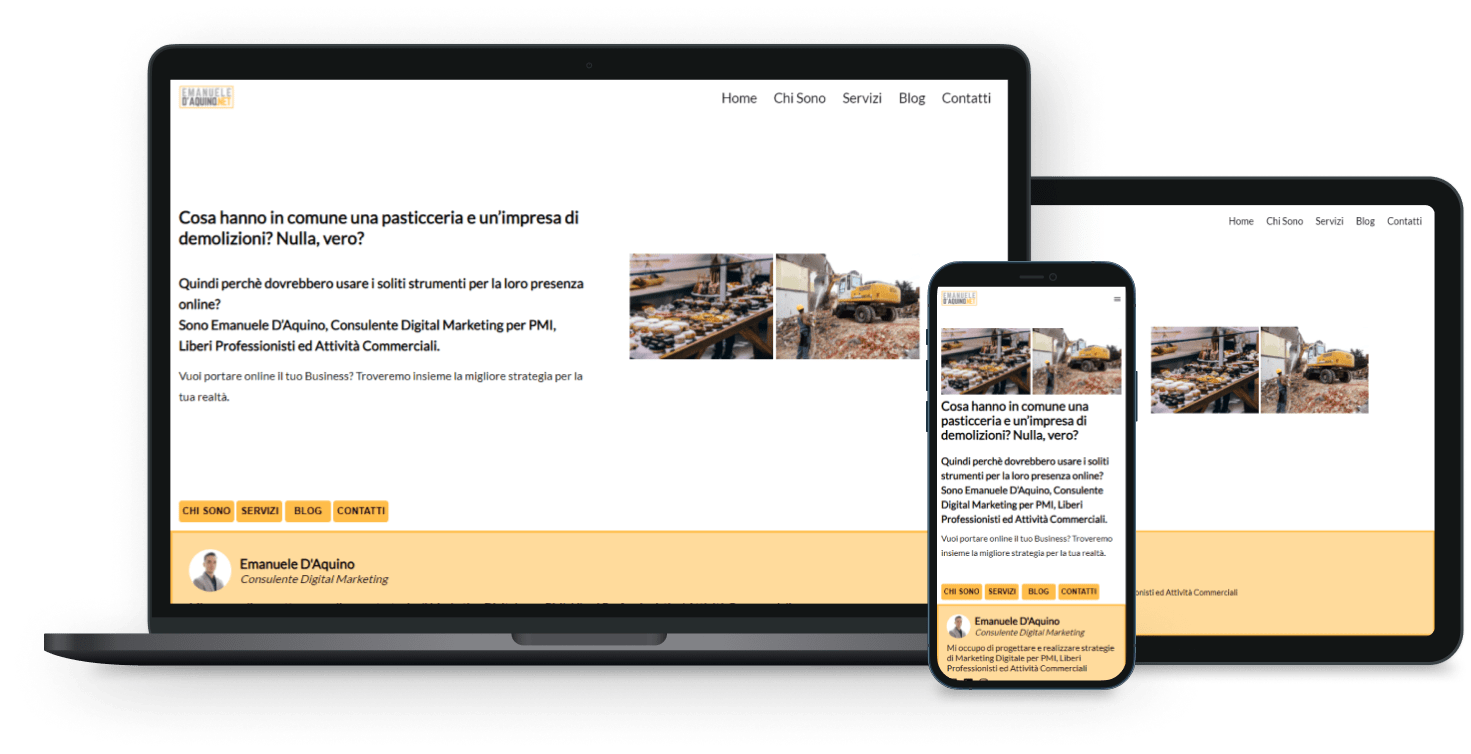 EMANUELE
D'AQUINO.NET
Home Chi Sono Servizi Blog Contatti
Cosa hanno in comune una pasticceria e un'impresa di
demolizioni? Nulla, vero?
Quindi perchè dovrebbero usare i soliti strumenti per la loro presenza
online?
Sono Emanuele D'Aquino, Consulente Digital Marketing per PMI,
Liberi Professionisti ed Attività Commerciali.
Vuoi portare online il tuo Business? Troveremo insieme la migliore strategia per la
tua realtà.
CHI SONO SERVIZI BLOG CONTATTI
Emanuele D'Aquino
Consulente Digital Marketing
EMANUELE
D'AQUINO.NET
Cosa hanno in comune una
pasticceria e un'impresa di
demolizioni? Nulla, vero?
Quindi perchè dovrebbero usare i soliti
strumenti per la loro presenza online?
Sono Emanuele D'Aquino, Consulente
Digital Marketing per PMI, Liberi
Professionisti ed Attività Commerciali.
Vuoi portare online il tuo Business? Troveremo
insieme la migliore strategia per la tua realtà.
CHI SONO SERVIZI BLOG CONTATTI
Emanuele D'Aquino
Consulente Digital Marketing
Mi occupo di progettare e realizzare strategie
di Marketing Digitale per PMI, Liberi
Professionisti ed Attività Commerciali
Home Chi Sono Servizi Blog Contatti
onisti ed Attività Commerciali